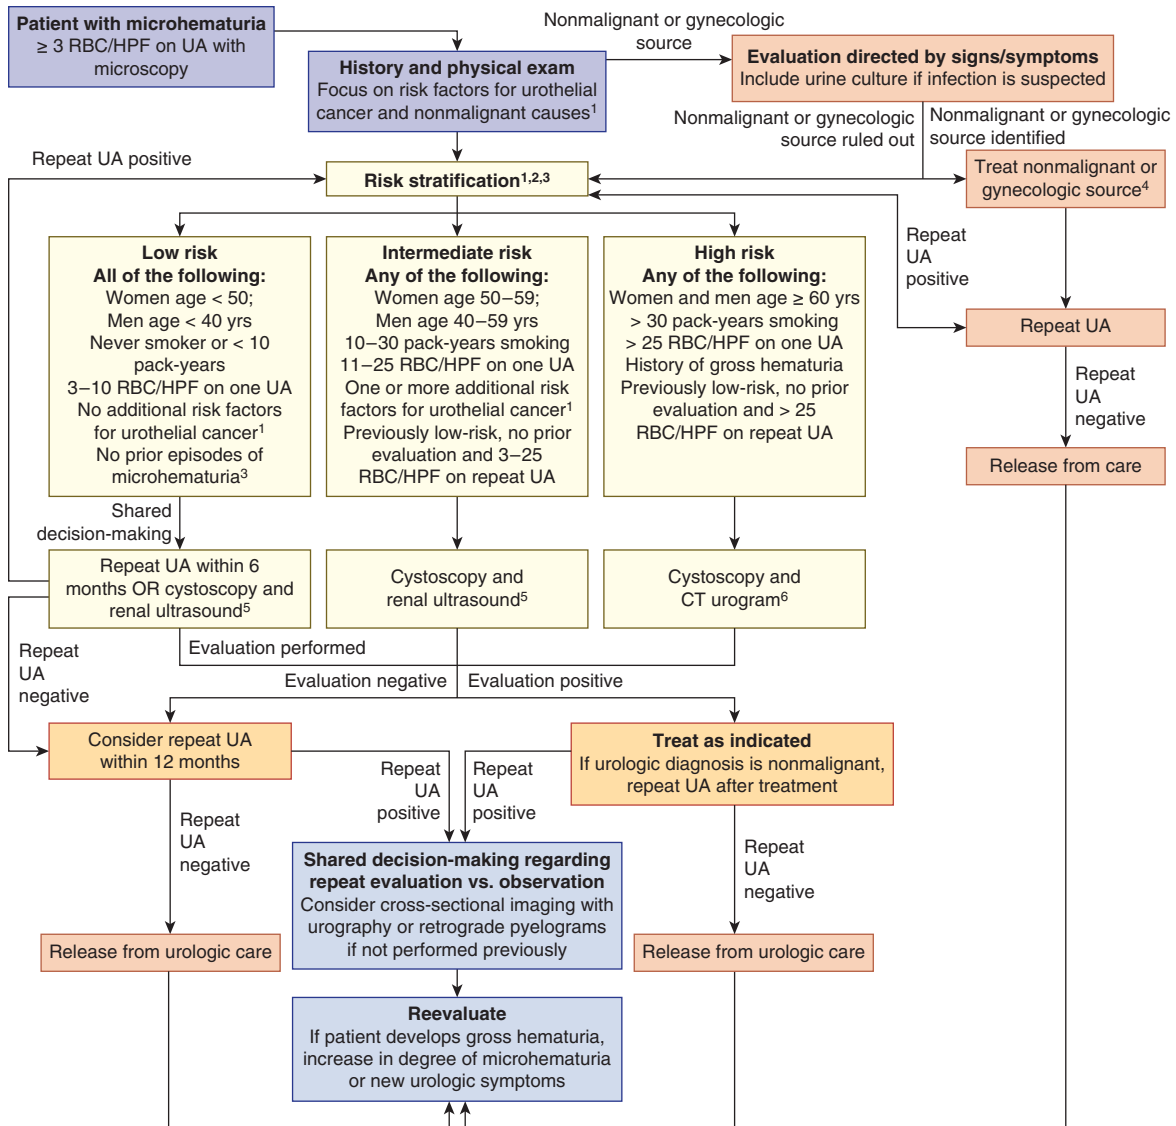 Patient with microhematuria
≥ 3 RBC/HPF on UA with
microscopy
History and physical exam
Focus on risk factors for urothelial
cancer and nonmalignant causes¹
Nonmalignant or gynecologic
source
Evaluation directed by signs/symptoms
Include urine culture if infection is suspected
Nonmalignant or gynecologic
source ruled out
Nonmalignant or gynecologic
source identified
Treat nonmalignant or
gynecologic source⁴
Repeat UA positive
Risk stratification¹,²,³
Low risk
All of the following:
Women age < 50;
Men age < 40 yrs
Never smoker or < 10
pack-years
3–10 RBC/HPF on one UA
No additional risk factors
for urothelial cancer¹
No prior episodes of
microhematuria³
Intermediate risk
Any of the following:
Women age 50–59;
Men age 40–59 yrs
10–30 pack-years smoking
11–25 RBC/HPF on one UA
One or more additional risk
factors for urothelial cancer¹
Previously low-risk, no prior
evaluation and 3–25
RBC/HPF on repeat UA
High risk
Any of the following:
Women and men age ≥ 60 yrs
> 30 pack-years smoking
> 25 RBC/HPF on one UA
History of gross hematuria
Previously low-risk, no prior
evaluation and > 25
RBC/HPF on repeat UA
Repeat
UA
positive
Repeat UA
Repeat
UA
negative
Release from care
Shared
decision-making
Repeat UA within 6
months OR cystoscopy and
renal ultrasound⁵
Cystoscopy and
renal ultrasound⁵
Cystoscopy and
CT urogram⁶
Evaluation performed
Repeat
UA
negative
Evaluation negative
Evaluation positive
Consider repeat UA
within 12 months
Treat as indicated
If urologic diagnosis is nonmalignant,
repeat UA after treatment
Repeat
UA
positive
Repeat
UA
positive
Repeat
UA
negative
Repeat
UA
negative
Shared decision-making regarding
repeat evaluation vs. observation
Consider cross-sectional imaging with
urography or retrograde pyelograms
if not performed previously
Release from urologic care
Release from urologic care
Reevaluate
If patient develops gross hematuria,
increase in degree of microhematuria
or new urologic symptoms